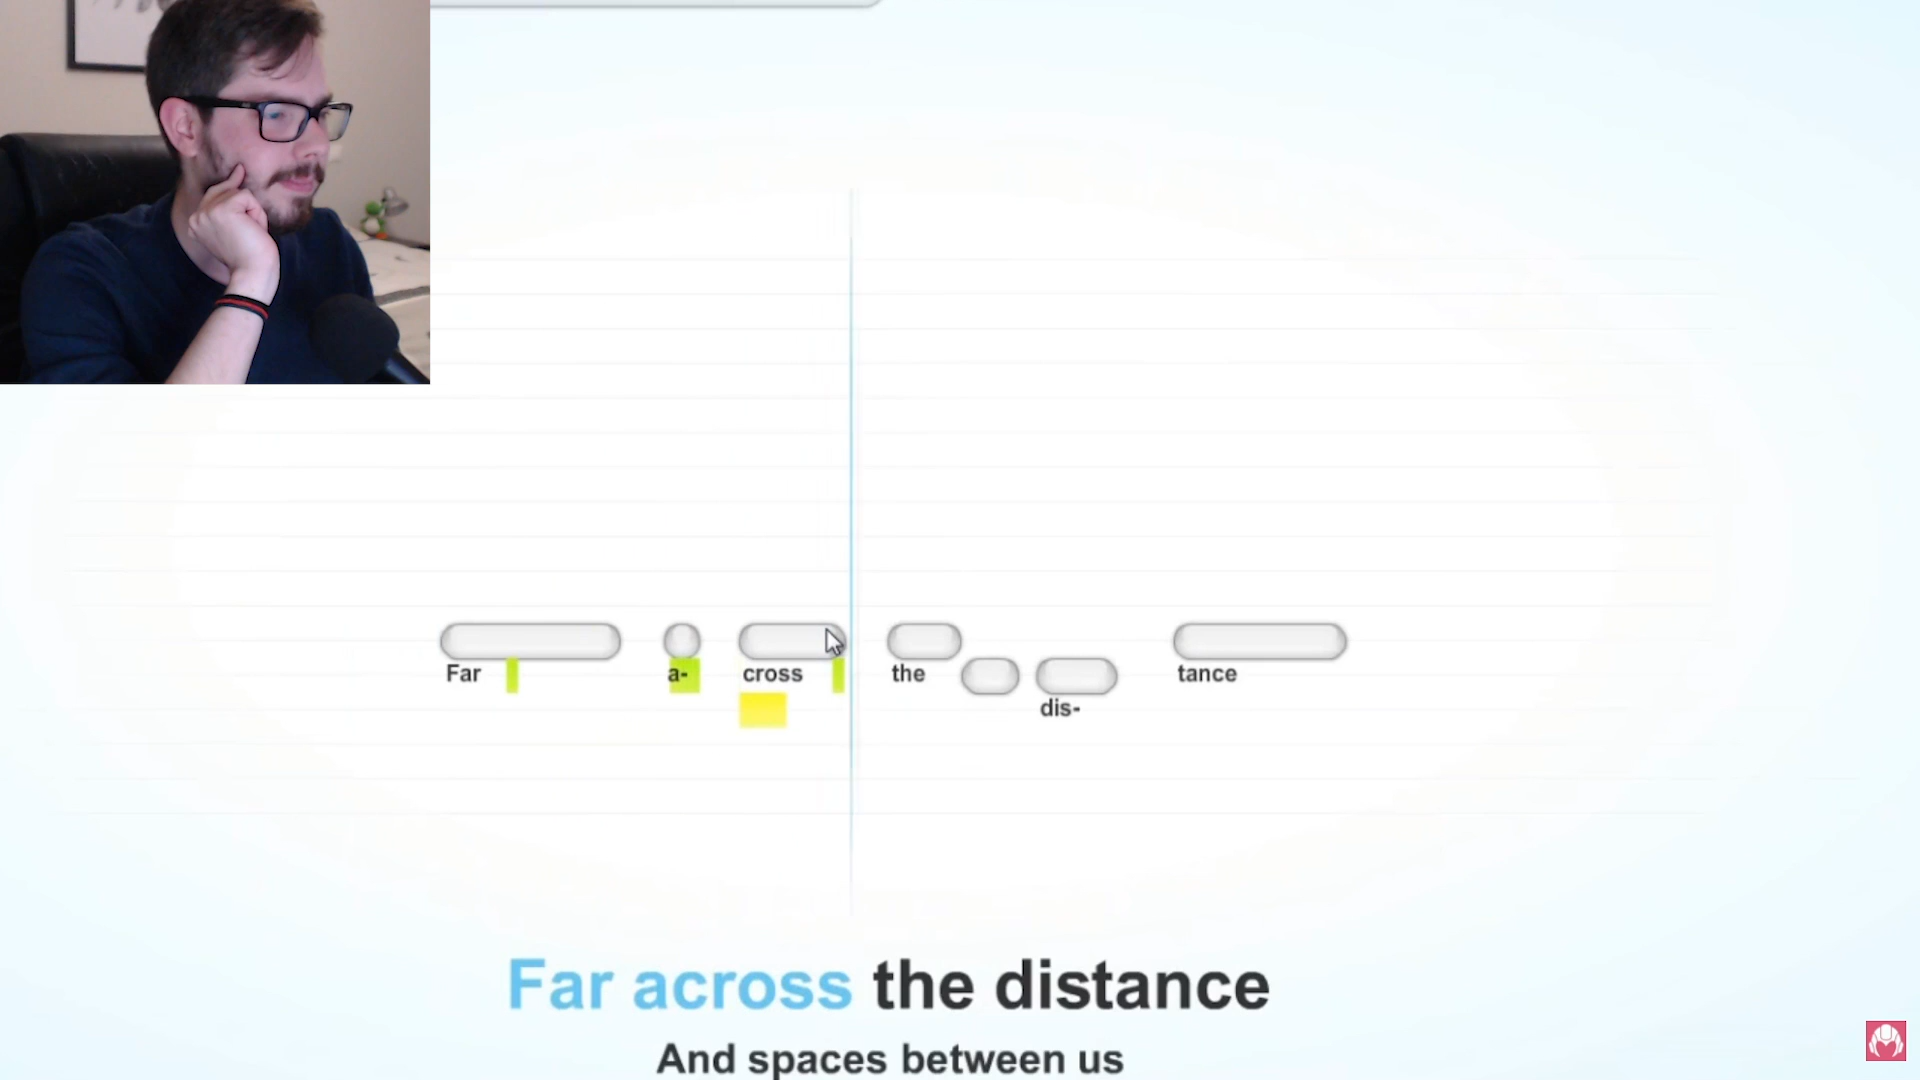 Far a- cross the tance
dis-
Far across the distance
And spaces between us